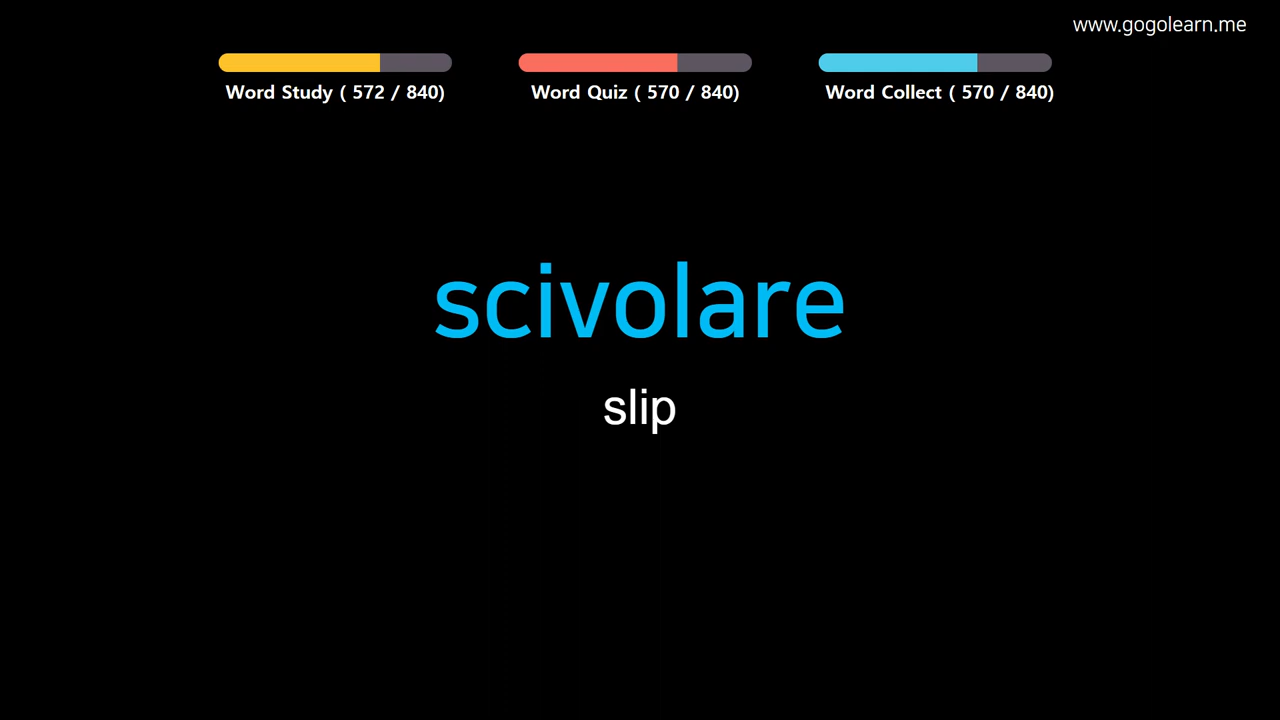 www.gogolearn.me
Word Study ( 572 / 840)
Word Quiz ( 570 / 840)
Word Collect ( 570 / 840)
scivolare
slip